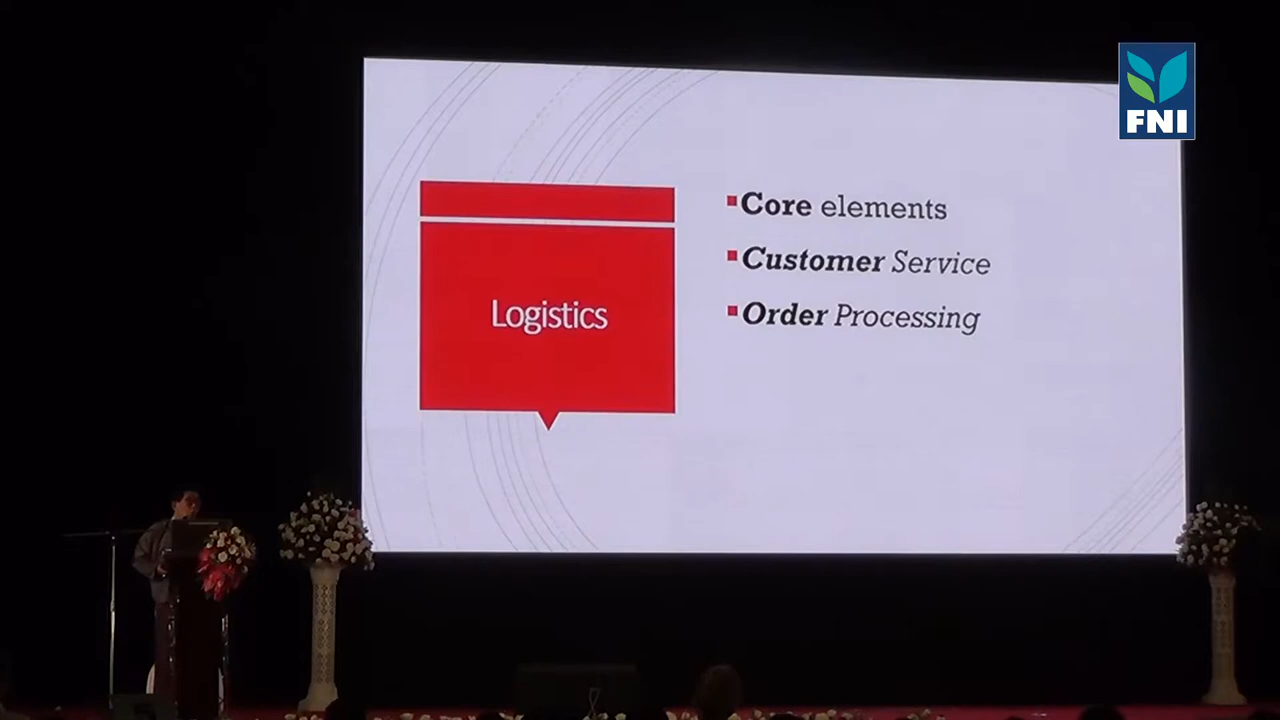 FNI
Core elements
Customer Service
Order Processing
Logistics